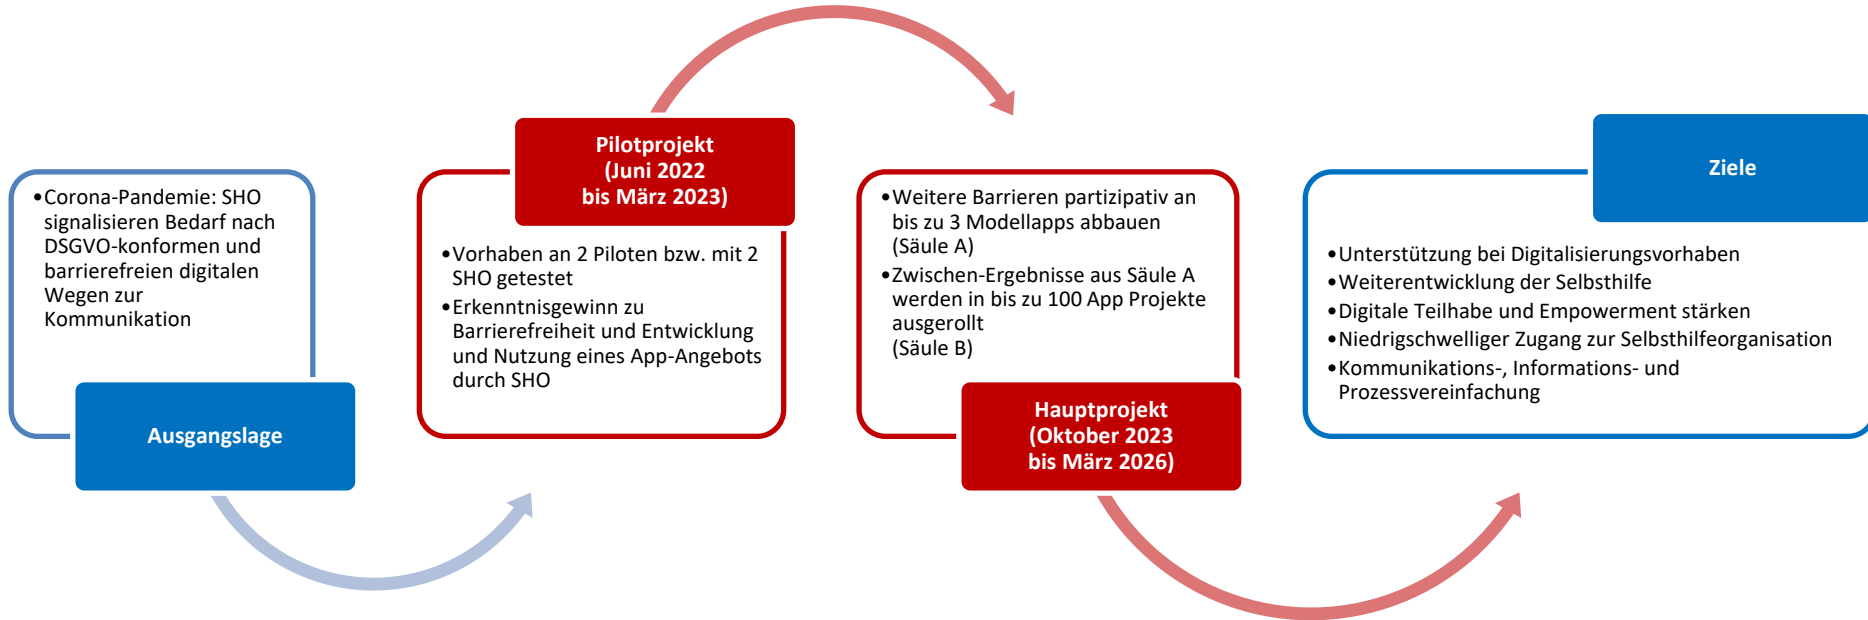 •Corona-Pandemie: SHO
signalisieren Bedarf nach
DSGVO-konformen und
barrierefreien digitalen
Wegen zur
Kommunikation
Ausgangslage
Pilotprojekt
(Juni 2022
bis März 2023)
•Vorhaben an 2 Piloten bzw. mit 2
SHO getestet
•Erkenntnisgewinn zu
Barrierefreiheit und Entwicklung
und Nutzung eines App-Angebots
durch SHO
•Weitere Barrieren partizipativ an
bis zu 3 Modellapps abbauen
(Säule A)
•Zwischen-Ergebnisse aus Säule A
werden in bis zu 100 App Projekte
ausgerollt
(Säule B)
Hauptprojekt
(Oktober 2023
bis März 2026)
Ziele
•Unterstützung bei Digitalisierungsvorhaben
•Weiterentwicklung der Selbsthilfe
•Digitale Teilhabe und Empowerment stärken
•Niedrigschwelliger Zugang zur Selbsthilfeorganisation
•Kommunikations-, Informations- und
Prozessvereinfachung